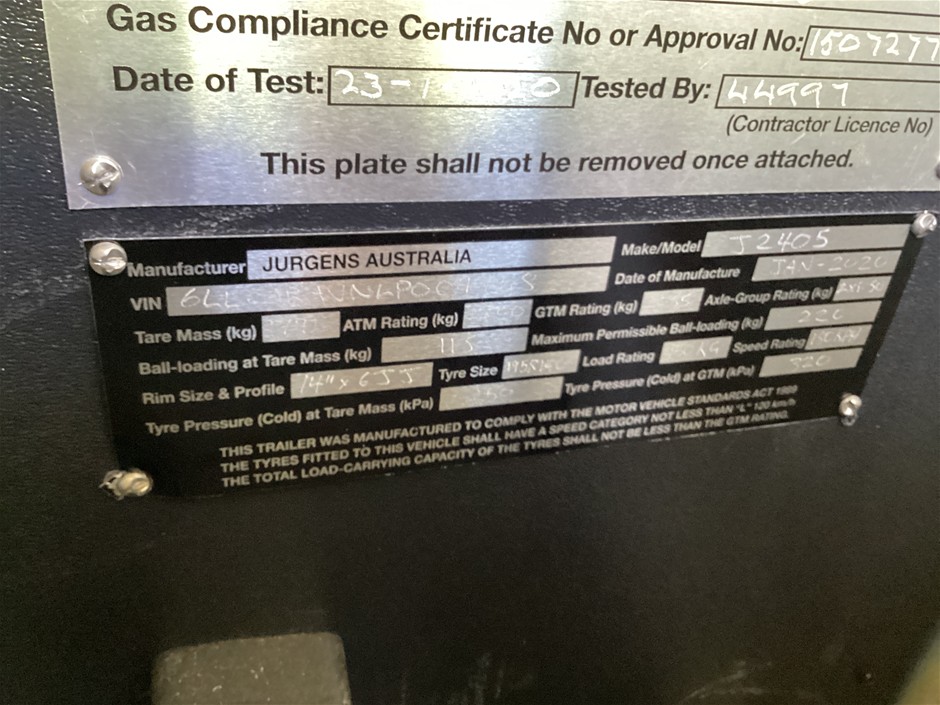 Gas Compliance Certificate No or Approval No: 1507277
Date of Test: Tested By: 44997
(Contractor Licence No)
This plate shall not be removed once attached.
Manufacturer JURGENS AUSTRALIA Make/Model J2405
VIN Date of Manufacture JAN-2020
Tare Mass (kg) ATM Rating (kg) GTM Rating (kg) Axle-Group Rating (kg)
Ball-loading at Tare Mass (kg) 115 Maximum Permissible Ball-loading (kg) 220
Rim Size & Profile 14"x6JJ Tyre Size Load Rating Speed Rating
Tyre Pressure (Cold) at Tare Mass (kPa) Tyre Pressure (Cold) at GTM (kPa) 320
THIS TRAILER WAS MANUFACTURED TO COMPLY WITH THE MOTOR VEHICLE STANDARDS ACT 1989
THE TYRES FITTED TO THIS VEHICLE SHALL HAVE A SPEED CATEGORY NOT LESS THAN "L" 120 km/h
THE TOTAL LOAD-CARRYING CAPACITY OF THE TYRES SHALL NOT BE LESS THAN THE GTM RATING.